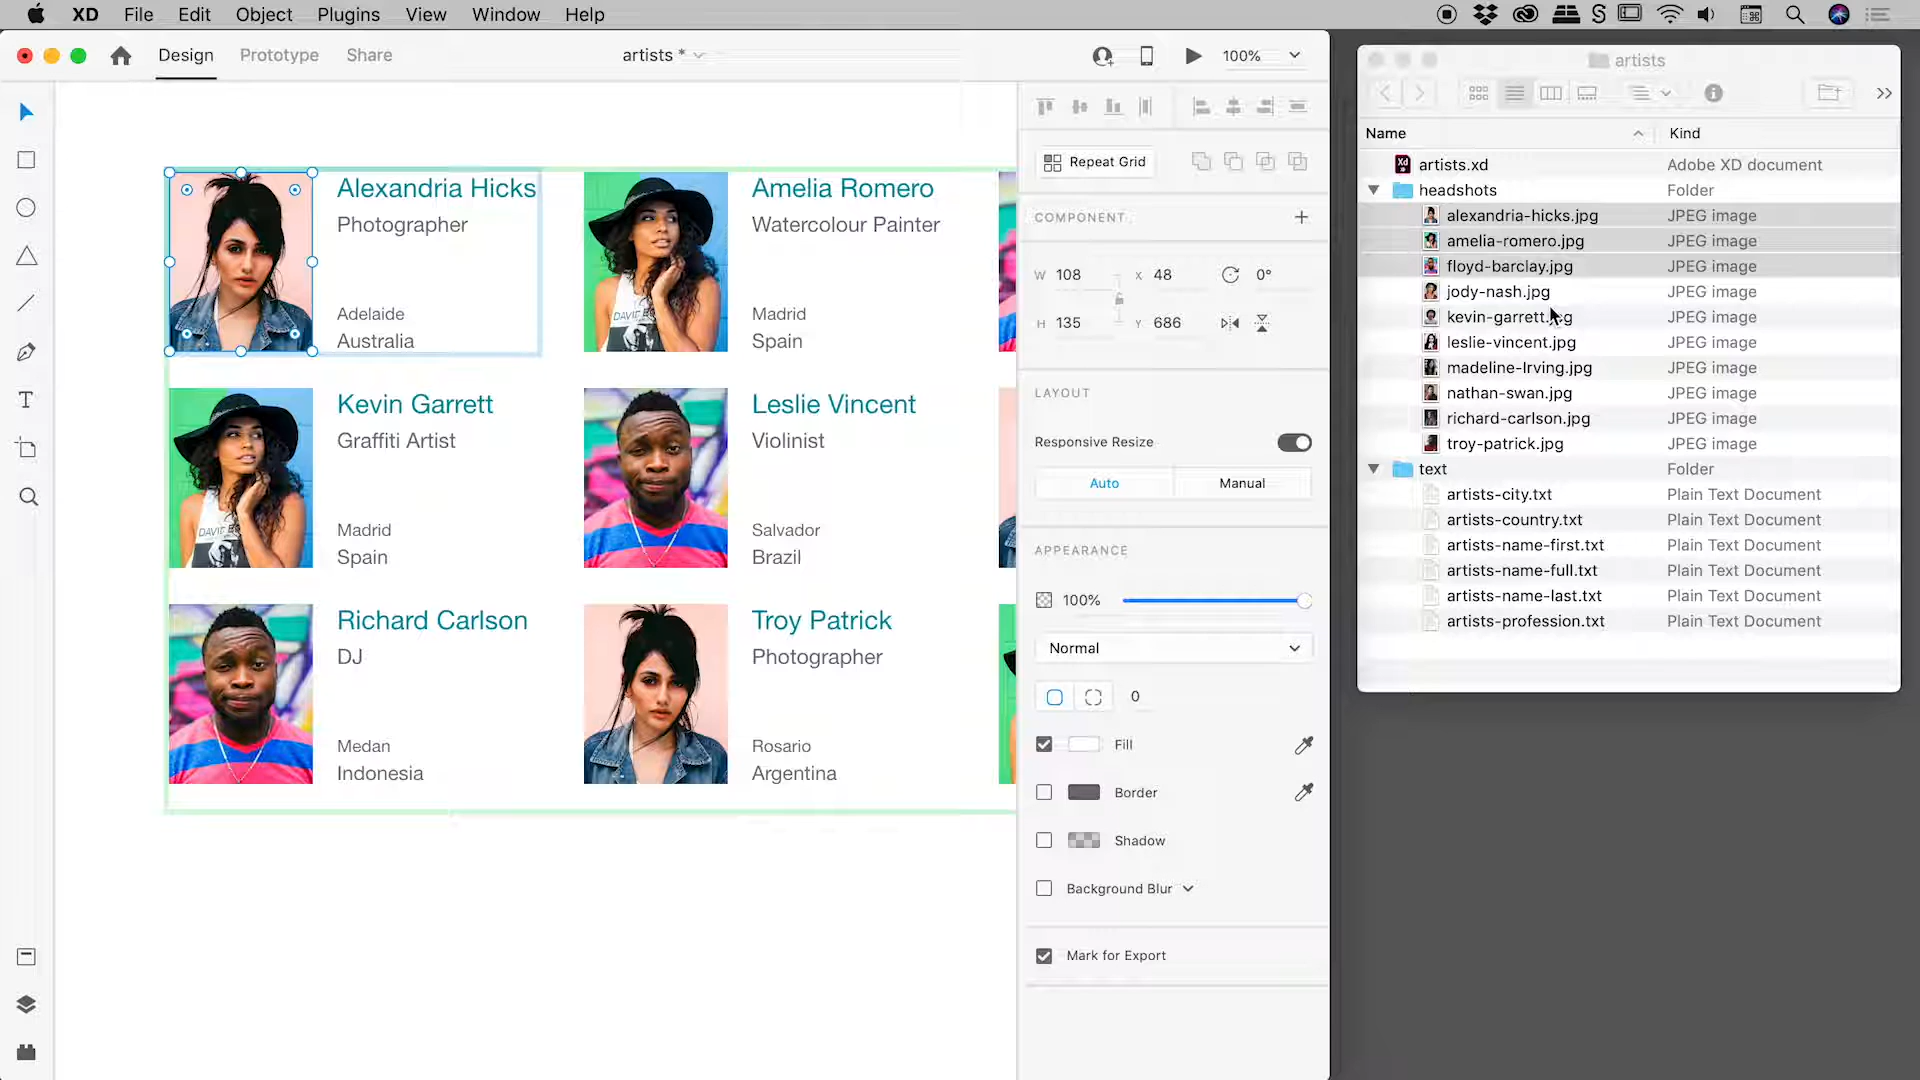 XD File Edit Object Plugins View Window Help
Design Prototype Share
artists *
100%
Alexandria Hicks
Photographer
Adelaide
Australia
Amelia Romero
Watercolour Painter
Madrid
Spain
Kevin Garrett
Graffiti Artist
Madrid
Spain
Leslie Vincent
Violinist
Salvador
Brazil
Richard Carlson
DJ
Medan
Indonesia
Troy Patrick
Photographer
Rosario
Argentina
Repeat Grid
COMPONENT
W 108 X 48 0°
H 135 Y 686
LAYOUT
Responsive Resize
Auto Manual
APPEARANCE
100%
Normal
0
Fill
Border
Shadow
Background Blur
Mark for Export
artists
Name Kind
artists.xd Adobe XD document
headshots Folder
alexandria-hicks.jpg JPEG image
amelia-romero.jpg JPEG image
floyd-barclay.jpg JPEG image
jody-nash.jpg JPEG image
kevin-garrett.jpg JPEG image
leslie-vincent.jpg JPEG image
madeline-Irving.jpg JPEG image
nathan-swan.jpg JPEG image
richard-carlson.jpg JPEG image
troy-patrick.jpg JPEG image
text Folder
artists-city.txt Plain Text Document
artists-country.txt Plain Text Document
artists-name-first.txt Plain Text Document
artists-name-full.txt Plain Text Document
artists-name-last.txt Plain Text Document
artists-profession.txt Plain Text Document